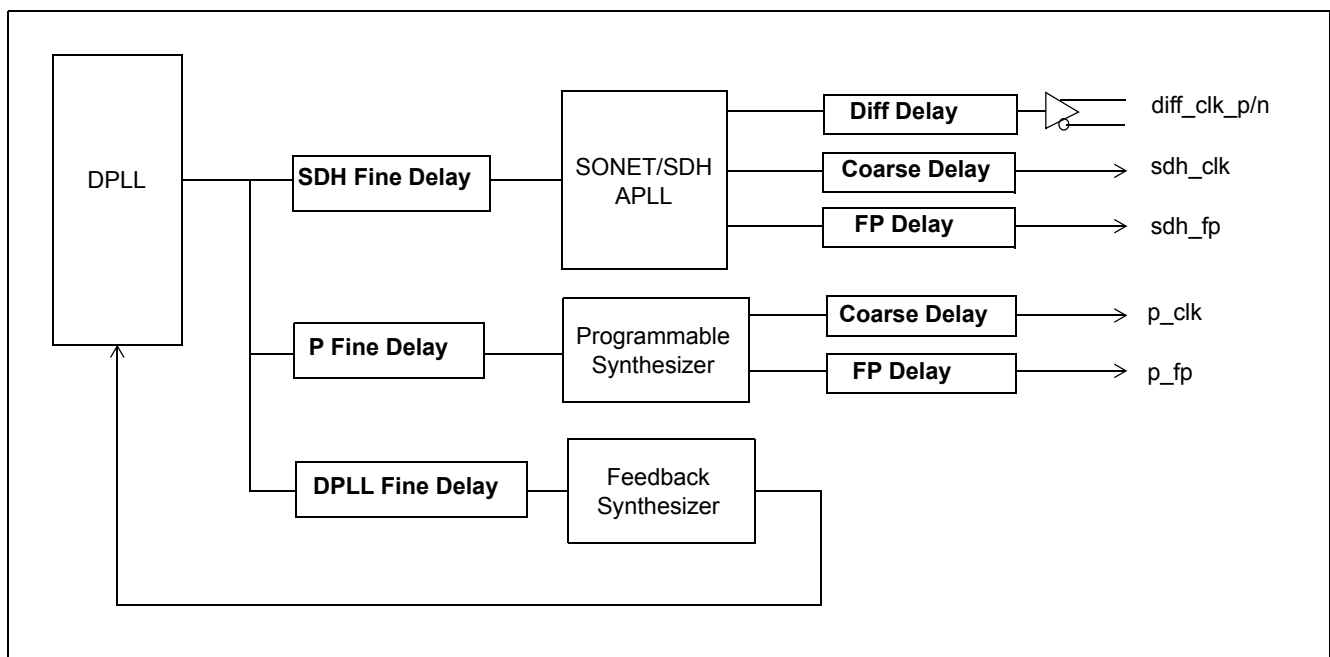 DPLL
SDH Fine Delay
SONET/SDH
APLL
Diff Delay
diff_clk_p/n
Coarse Delay
sdh_clk
FP Delay
sdh_fp
P Fine Delay
Programmable
Synthesizer
Coarse Delay
p_clk
FP Delay
p_fp
DPLL Fine Delay
Feedback
Synthesizer